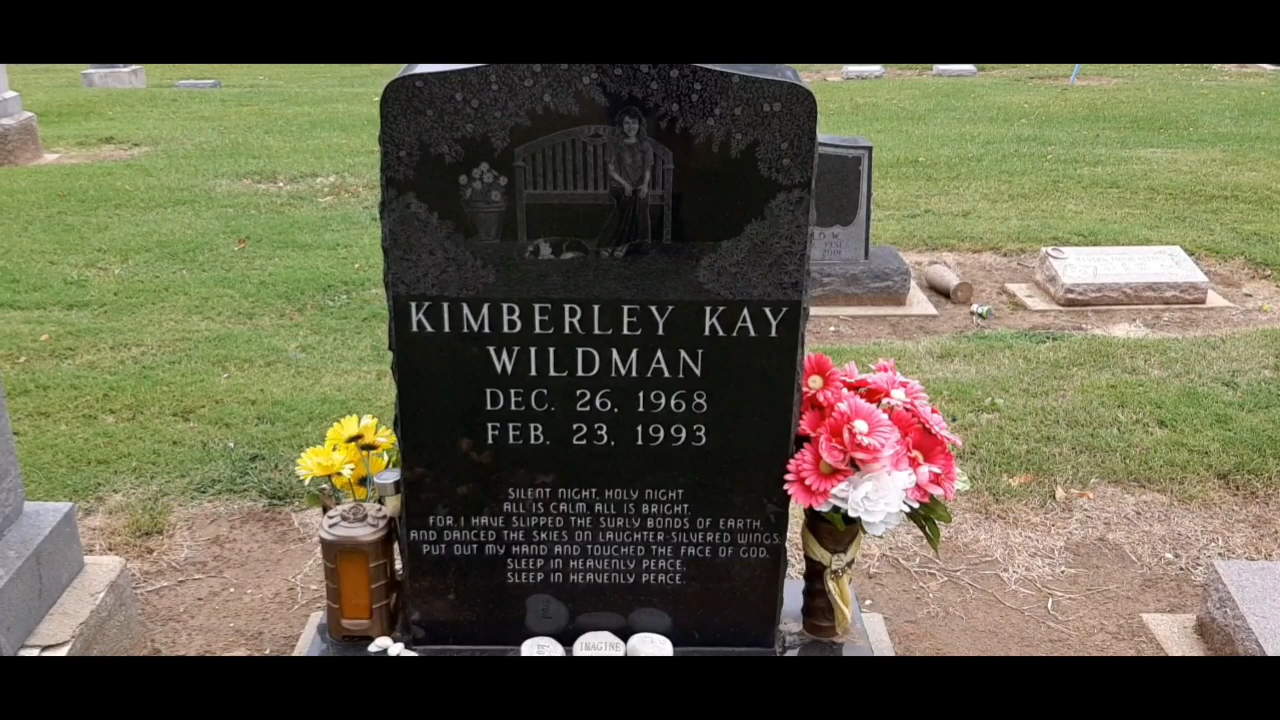 KIMBERLEY KAY
WILDMAN
DEC. 26, 1968
FEB. 23, 1993
SILENT NIGHT, HOLY NIGHT
ALL IS CALM, ALL IS BRIGHT.
FOR, I HAVE SLIPPED THE SURLY BONDS OF EARTH,
AND DANCED THE SKIES ON LAUGHTER-SILVERED WINGS;
PUT OUT MY HAND AND TOUCHED THE FACE OF GOD.
SLEEP IN HEAVENLY PEACE,
SLEEP IN HEAVENLY PEACE.
IMAGINE